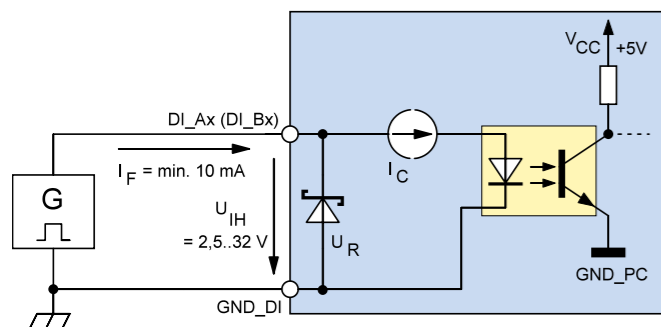 V_CC +5V
DI_Ax (DI_Bx)
I_F = min. 10 mA
I_C
G
U_IH
= 2,5..32 V
U_R
GND_DI
GND_PC